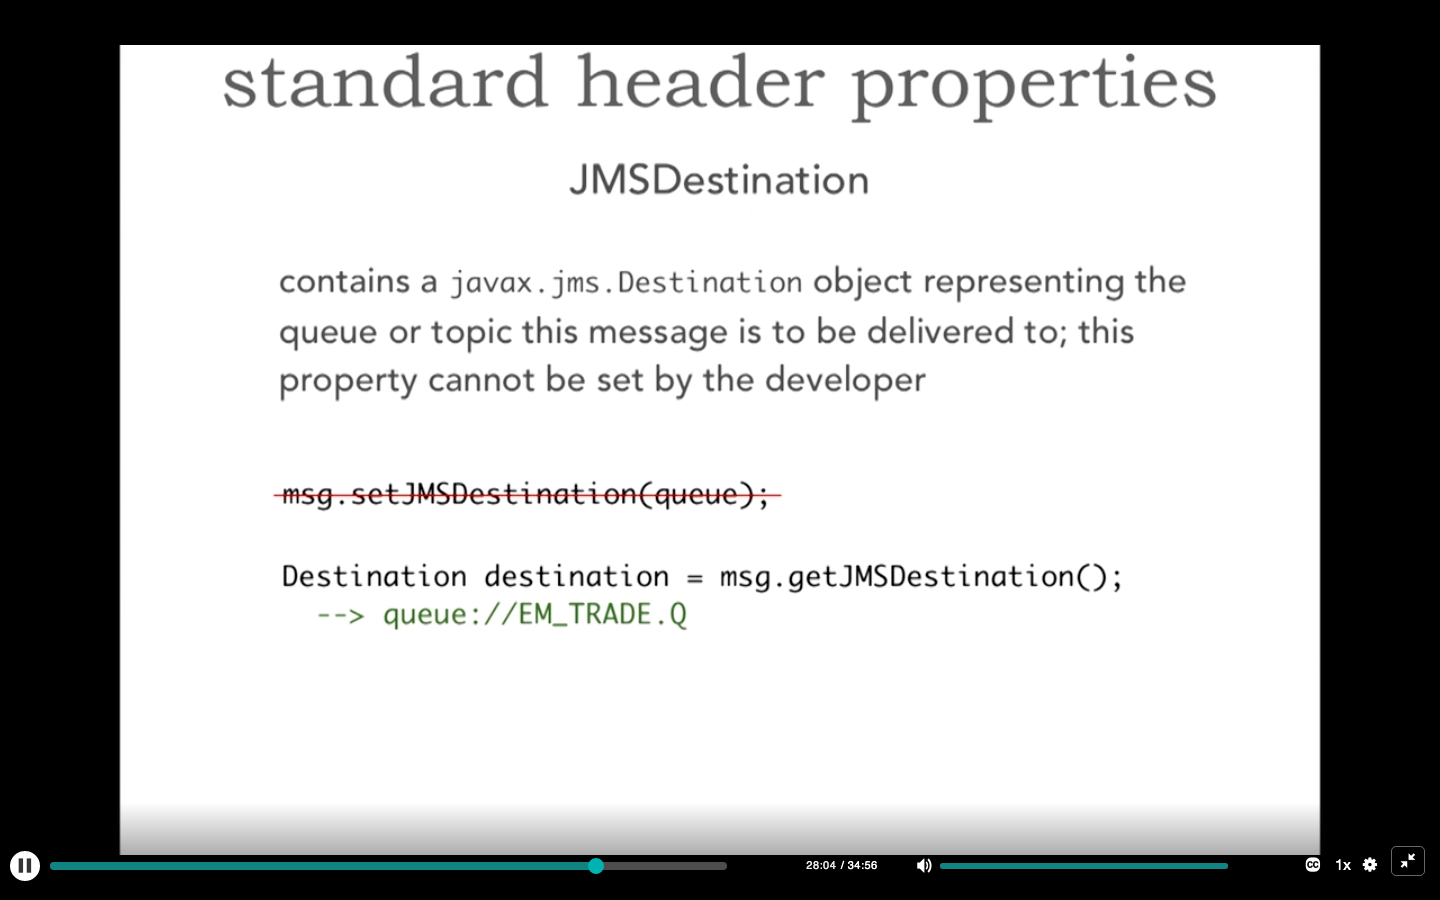 standard header properties
JMSDestination
contains a javax.jms.Destination object representing the
queue or topic this message is to be delivered to; this
property cannot be set by the developer
msg.setJMSDestination(queue);
Destination destination = msg.getJMSDestination();
--> queue://EM_TRADE.Q
28:04 / 34:56
CC
1x